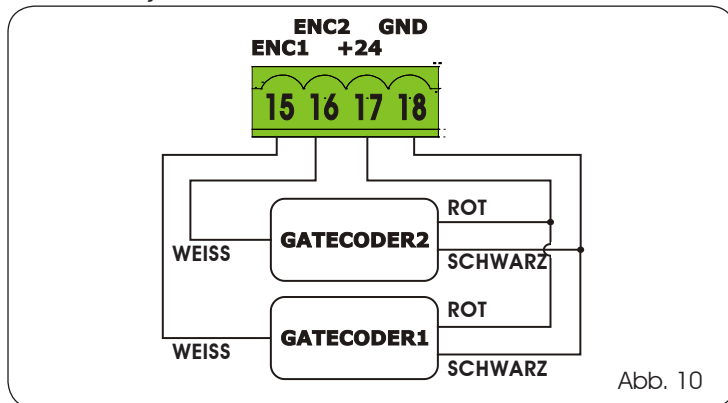 ENC2 GND
ENC1 +24
15 16 17 18
ROT
GATECODER2
WEISS
SCHWARZ
ROT
GATECODER1
WEISS
SCHWARZ
Abb. 10